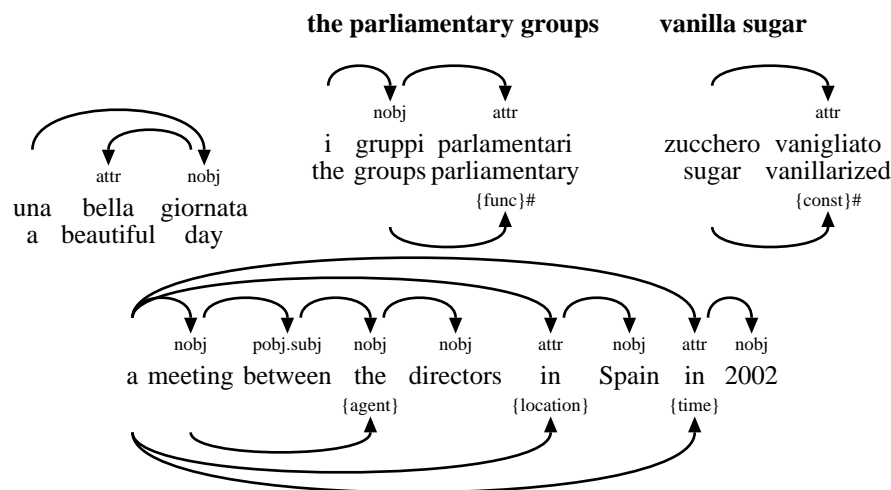 the parliamentary groups vanilla sugar
nobj attr attr
i gruppi parlamentari zucchero vanigliato
the groups parliamentary sugar vanillarized
{func}# {const}#
attr nobj
una bella giornata
a beautiful day
nobj pobj.subj nobj nobj attr nobj attr nobj
a meeting between the directors in Spain in 2002
{agent} {location} {time}